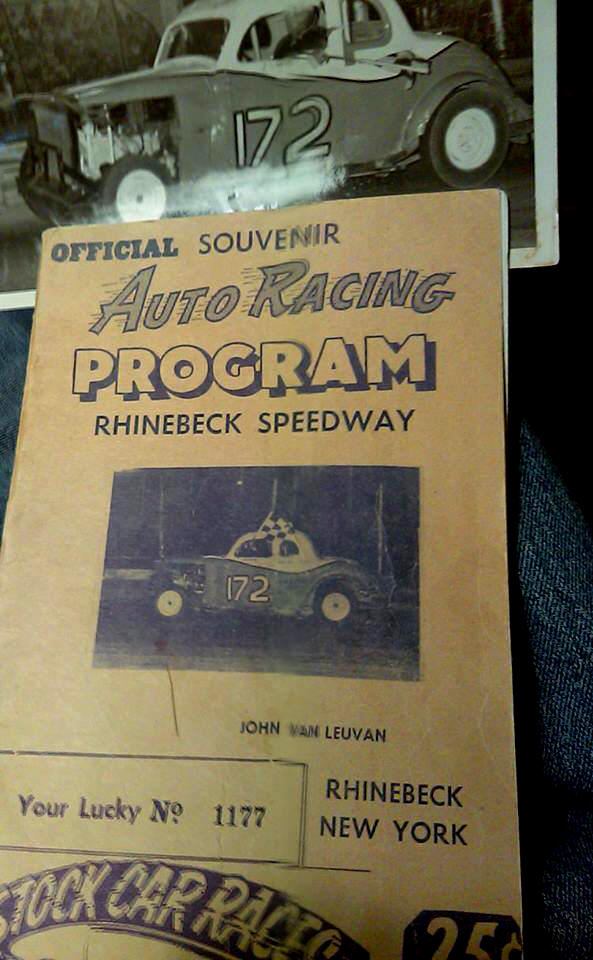 172
OFFICIAL SOUVENIR
AUTO RACING
PROGRAM
RHINEBECK SPEEDWAY
172
JOHN VAN LEUVAN
Your Lucky Nº 1177
RHINEBECK
NEW YORK
STOCK CAR RACES
25¢